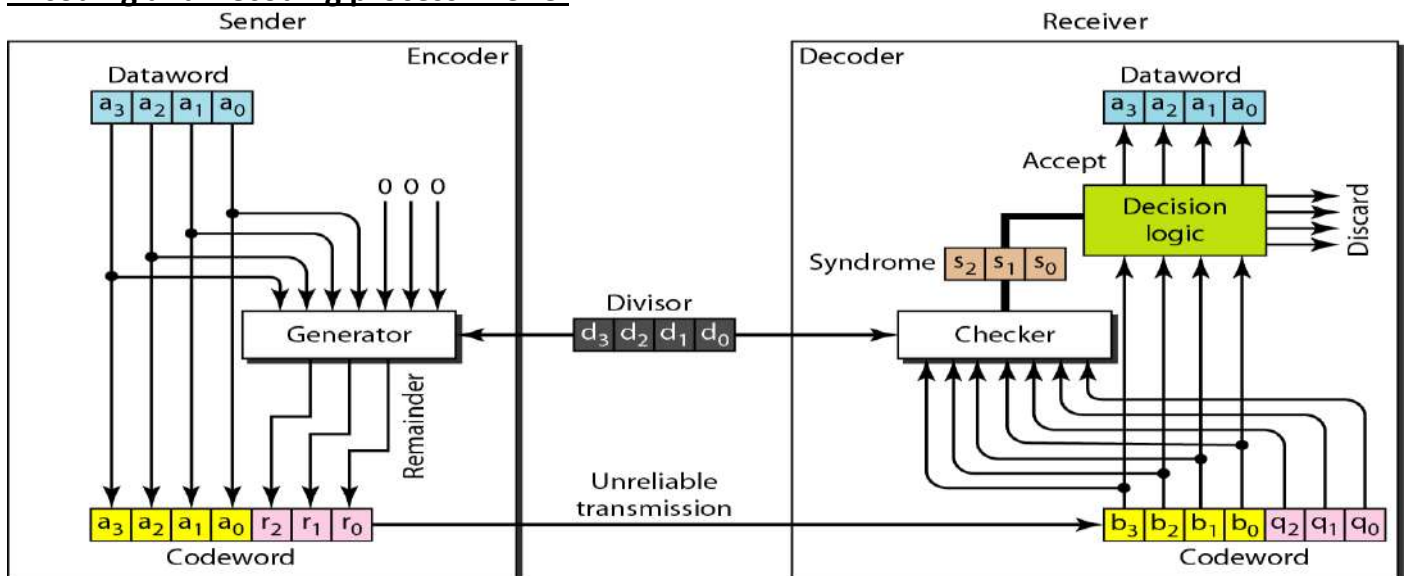 Sender
Receiver
Encoder
Decoder
Dataword
a3 a2 a1 a0
Dataword
a3 a2 a1 a0
Accept
0 0 0
Decision
logic
Discard
Syndrome
s2 s1 s0
Divisor
d3 d2 d1 d0
Generator
Checker
Remainder
Unreliable
transmission
a3 a2 a1 a0 r2 r1 r0
Codeword
b3 b2 b1 b0 q2 q1 q0
Codeword